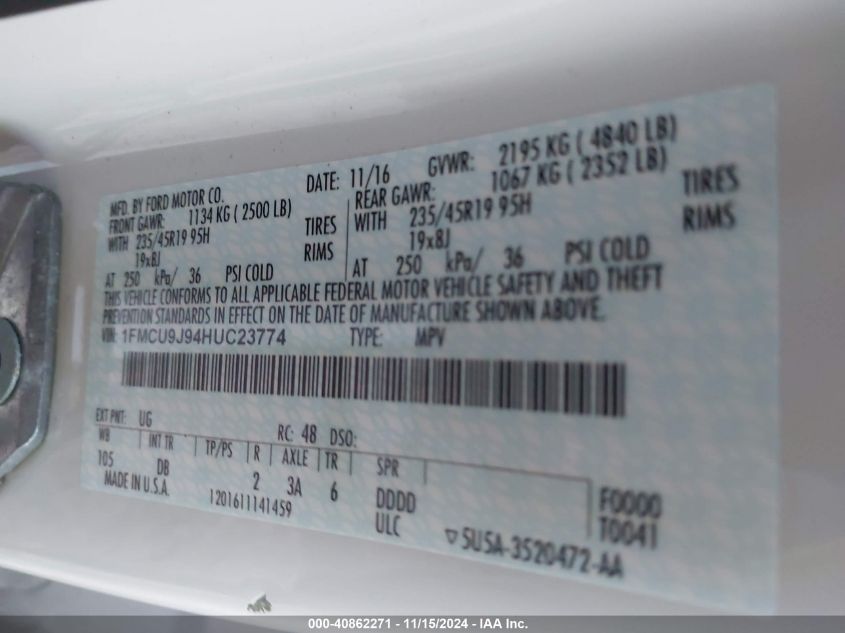 MFD. BY FORD MOTOR CO. DATE: 11/16 GVWR: 2195 KG ( 4840 LB)
FRONT GAWR: 1134 KG ( 2500 LB) REAR GAWR: 1067 KG ( 2352 LB)
WITH 235/45R19 95H TIRES WITH 235/45R19 95H TIRES
19x8J RIMS 19x8J RIMS
AT 250 kPa/ 36 PSI COLD AT 250 kPa/ 36 PSI COLD
THIS VEHICLE CONFORMS TO ALL APPLICABLE FEDERAL MOTOR VEHICLE SAFETY AND THEFT
PREVENTION STANDARDS IN EFFECT ON THE DATE OF MANUFACTURE SHOWN ABOVE.
VIN: 1FMCU9J94HUC23774 TYPE: MPV
EXT PNT: UG RC: 48 DSO:
WB INT TR TP/PS R AXLE TR SPR
105 DB 2 3A 6 DDDD F0000
MADE IN U.S.A. 1201611141459 ULC T0041
5U5A-3520472-AA
000-40862271 - 11/15/2024 - IAA Inc.